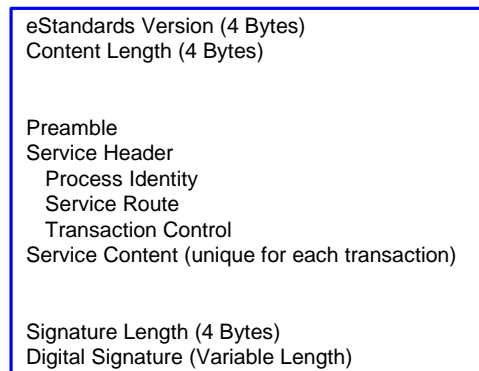 eStandards Version (4 Bytes)
Content Length (4 Bytes)
Preamble
Service Header
Process Identity
Service Route
Transaction Control
Service Content (unique for each transaction)
Signature Length (4 Bytes)
Digital Signature (Variable Length)